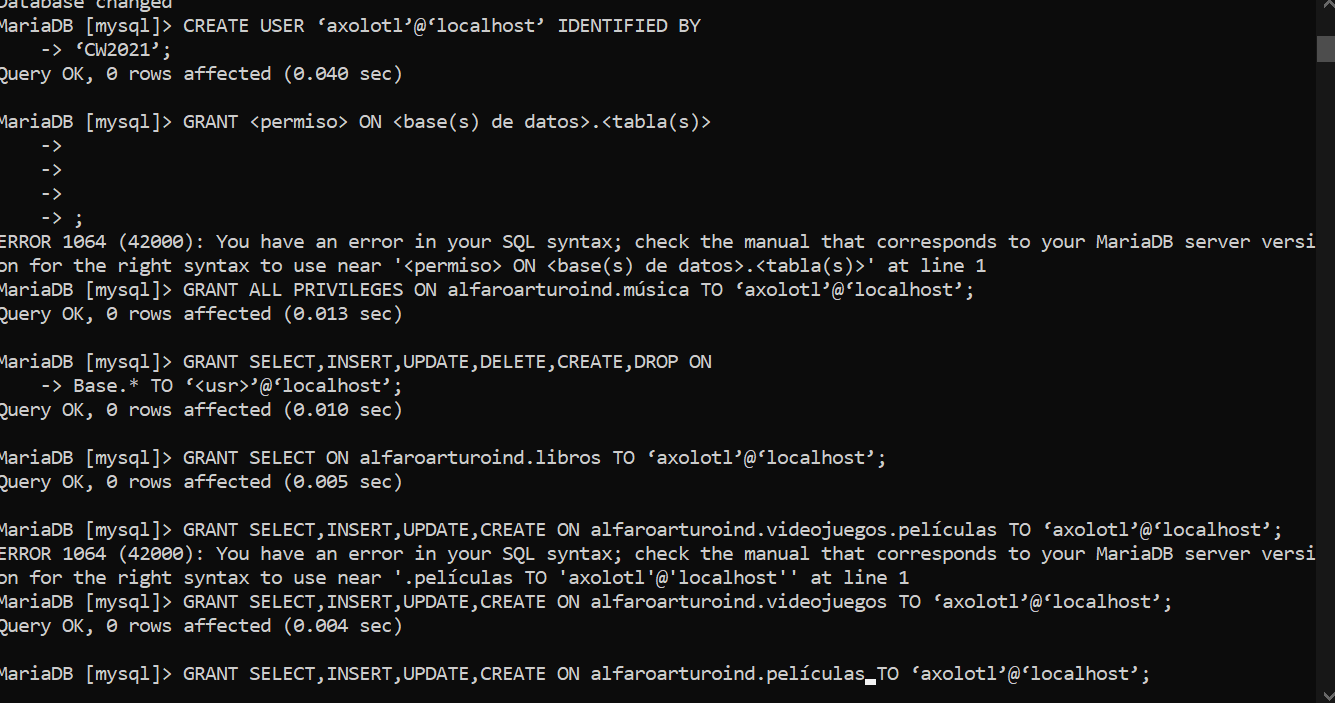 Database changed
MariaDB [mysql]> CREATE USER ‘axolotl’@‘localhost’ IDENTIFIED BY
-> ‘CW2021’;
Query OK, 0 rows affected (0.040 sec)
MariaDB [mysql]> GRANT <permiso> ON <base(s) de datos>.<tabla(s)>
->
->
->
-> ;
ERROR 1064 (42000): You have an error in your SQL syntax; check the manual that corresponds to your MariaDB server versi
on for the right syntax to use near '<permiso> ON <base(s) de datos>.<tabla(s)>' at line 1
MariaDB [mysql]> GRANT ALL PRIVILEGES ON alfaroarturoind.música TO ‘axolotl’@‘localhost’;
Query OK, 0 rows affected (0.013 sec)
MariaDB [mysql]> GRANT SELECT,INSERT,UPDATE,DELETE,CREATE,DROP ON
-> Base.* TO ‘<usr>’@‘localhost’;
Query OK, 0 rows affected (0.010 sec)
MariaDB [mysql]> GRANT SELECT ON alfaroarturoind.libros TO ‘axolotl’@‘localhost’;
Query OK, 0 rows affected (0.005 sec)
MariaDB [mysql]> GRANT SELECT,INSERT,UPDATE,CREATE ON alfaroarturoind.videojuegos.películas TO ‘axolotl’@‘localhost’;
ERROR 1064 (42000): You have an error in your SQL syntax; check the manual that corresponds to your MariaDB server versi
on for the right syntax to use near '.películas TO 'axolotl'@'localhost'' at line 1
MariaDB [mysql]> GRANT SELECT,INSERT,UPDATE,CREATE ON alfaroarturoind.videojuegos TO ‘axolotl’@‘localhost’;
Query OK, 0 rows affected (0.004 sec)
MariaDB [mysql]> GRANT SELECT,INSERT,UPDATE,CREATE ON alfaroarturoind.películas TO ‘axolotl’@‘localhost’;